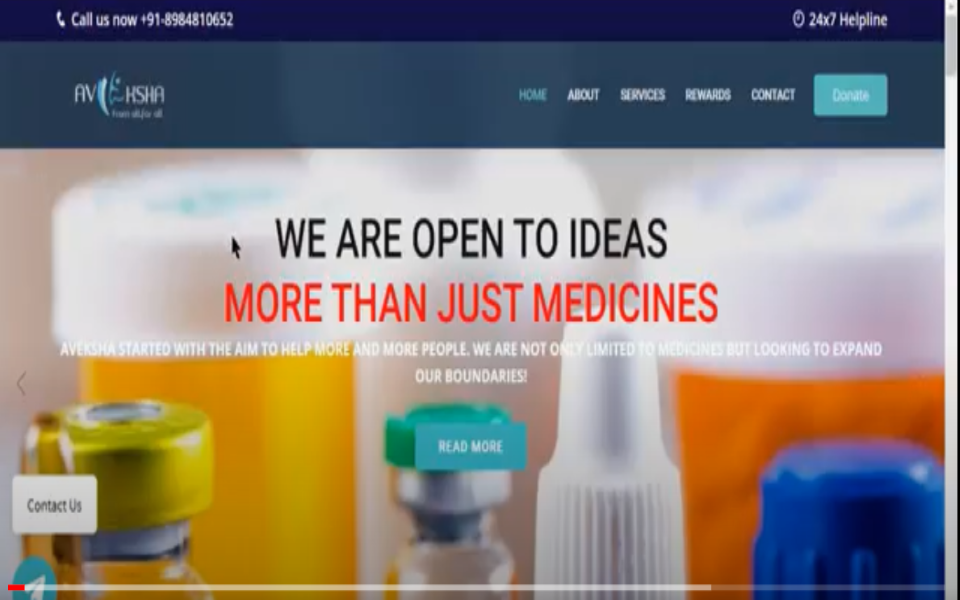 Call us now +91-8984810652
24x7 Helpline
AVEKSHA
From all,for all
HOME ABOUT SERVICES REWARDS CONTACT Donate
WE ARE OPEN TO IDEAS
MORE THAN JUST MEDICINES
AVEKSHA STARTED WITH THE AIM TO HELP MORE AND MORE PEOPLE. WE ARE NOT ONLY LIMITED TO MEDICINES BUT LOOKING TO EXPAND
OUR BOUNDARIES!
READ MORE
Contact Us